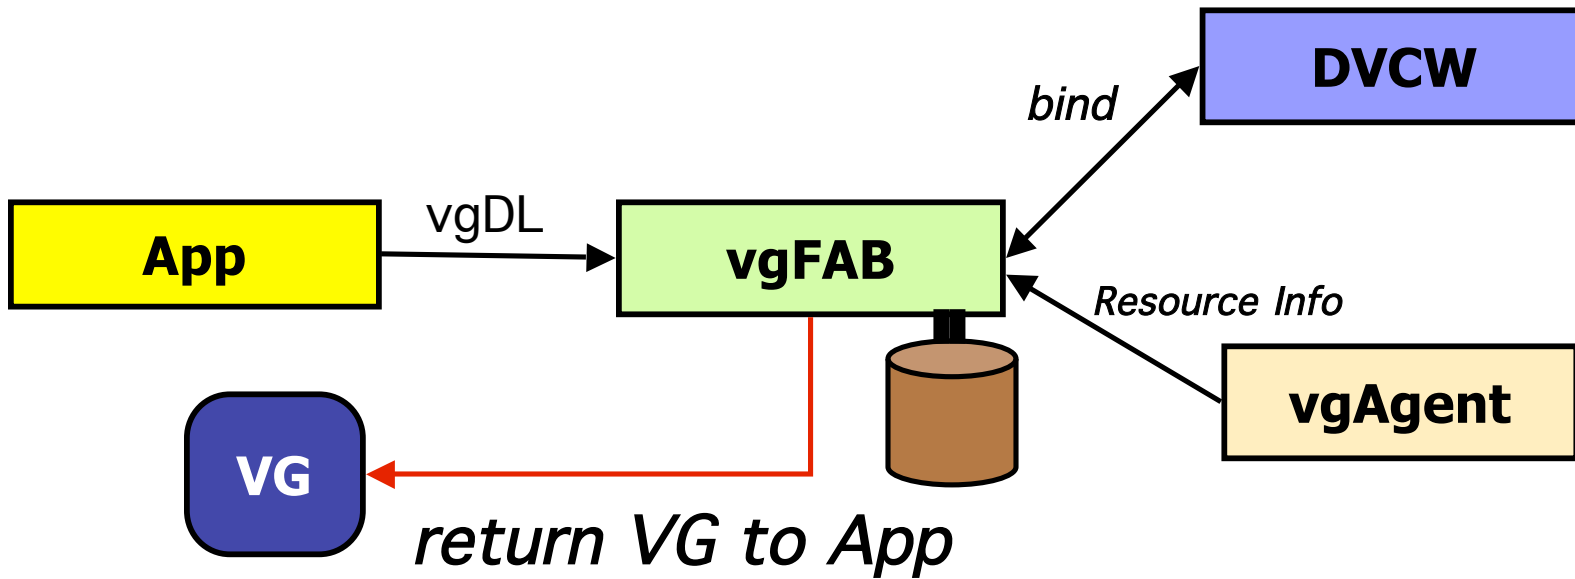 DVCW
bind
vgDL
App
vgFAB
Resource Info
vgAgent
VG
return VG to App